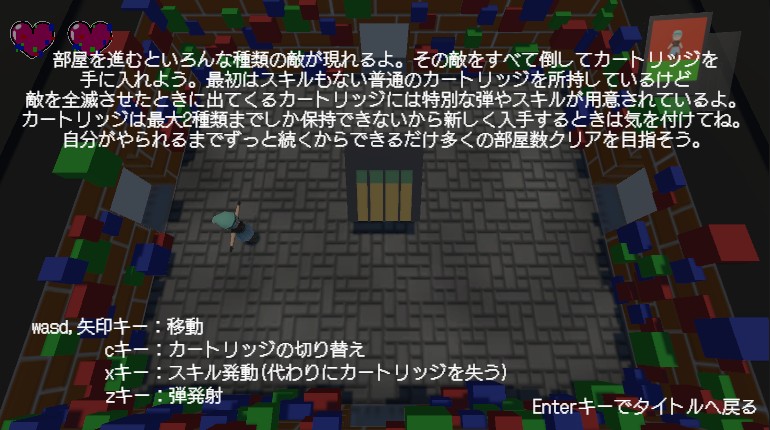 部屋を進むといろんな種類の敵が現れるよ。その敵をすべて倒してカートリッジを
手に入れよう。最初はスキルもない普通のカートリッジを所持しているけど
敵を全滅させたときに出てくるカートリッジには特別な弾やスキルが用意されているよ。
カートリッジは最大2種類までしか保持できないから新しく入手するときは気を付けてね。
自分がやられるまでずっと続くからできるだけ多くの部屋数クリアを目指そう。
wasd,矢印キー：移動
cキー：カートリッジの切り替え
xキー：スキル発動(代わりにカートリッジを失う)
zキー：弾発射
Enterキーでタイトルへ戻る